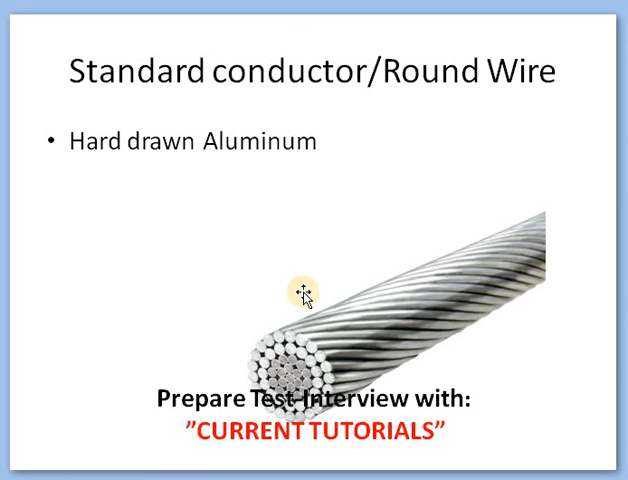 Standard conductor/Round Wire
• Hard drawn Aluminum
Prepare Test Interview with:
”CURRENT TUTORIALS”